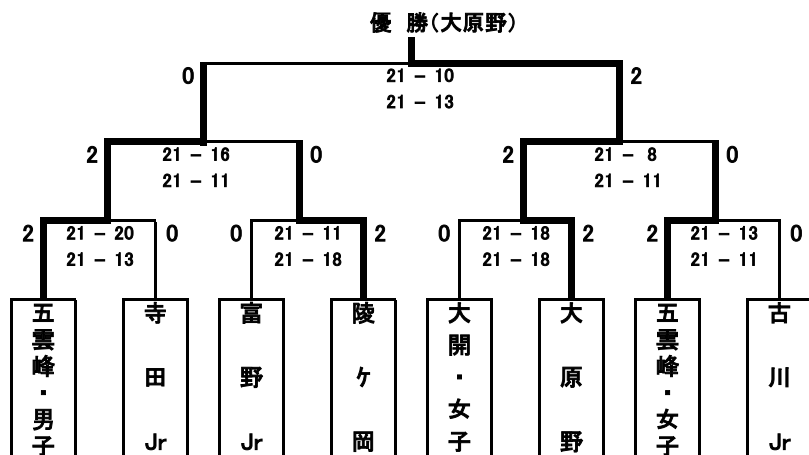 優 勝(大原野)
0 21 - 10 2
21 - 13
2 21 - 16 0 2 21 - 8 0
21 - 11 21 - 11
2 21 - 20 0 0 21 - 11 2 0 21 - 18 2 2 21 - 13 0
21 - 13 21 - 18 21 - 18 21 - 11
五雲峰・男子
寺田Jr
富野Jr
陵ケ岡
大開・女子
大原野
五雲峰・女子
古川Jr